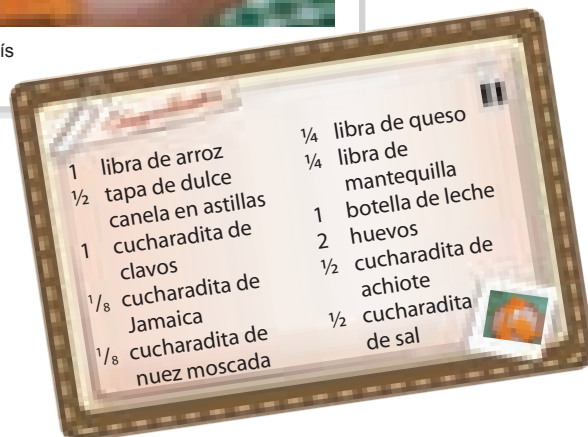 ís
1 libra de arroz
½ tapa de dulce
canela en astillas
1 cucharadita de
clavos
1/8 cucharadita de
Jamaica
1/8 cucharadita de
nuez moscada
¼ libra de queso
¼ libra de
mantequilla
1 botella de leche
2 huevos
½ cucharadita de
achiote
½ cucharadita
de sal